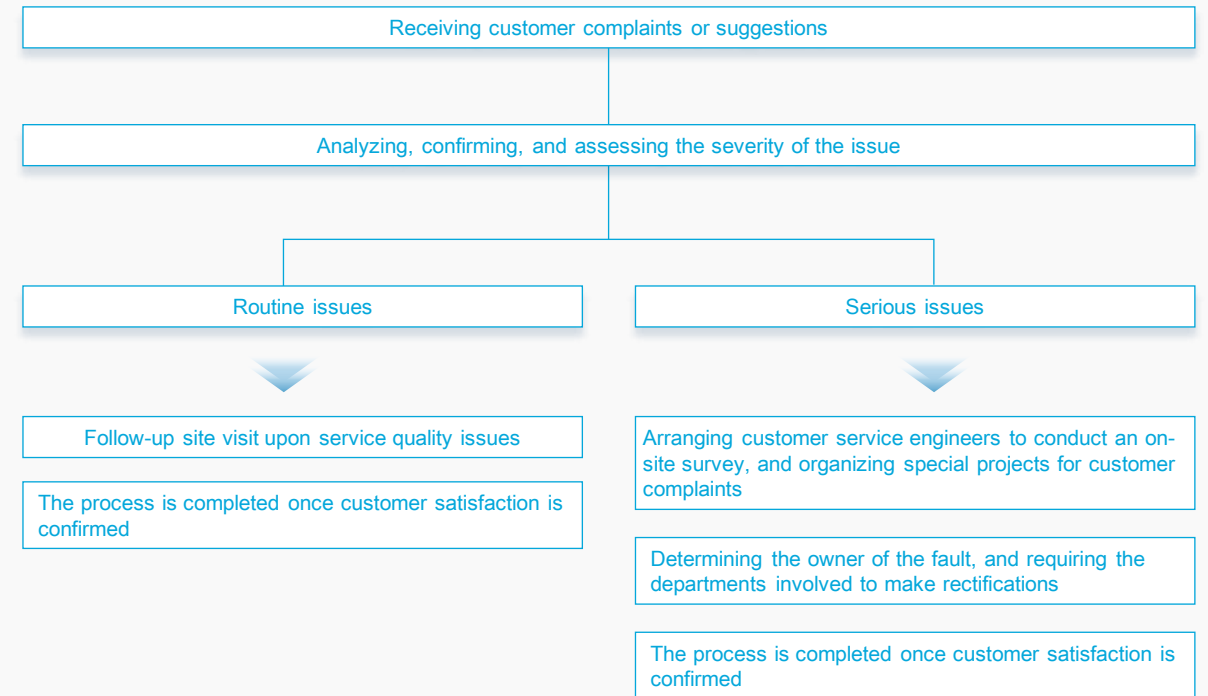 Receiving customer complaints or suggestions
Analyzing, confirming, and assessing the severity of the issue
Routine issues
Serious issues
Follow-up site visit upon service quality issues
The process is completed once customer satisfaction is
confirmed
Arranging customer service engineers to conduct an on-
site survey, and organizing special projects for customer
complaints
Determining the owner of the fault, and requiring the
departments involved to make rectifications
The process is completed once customer satisfaction is
confirmed